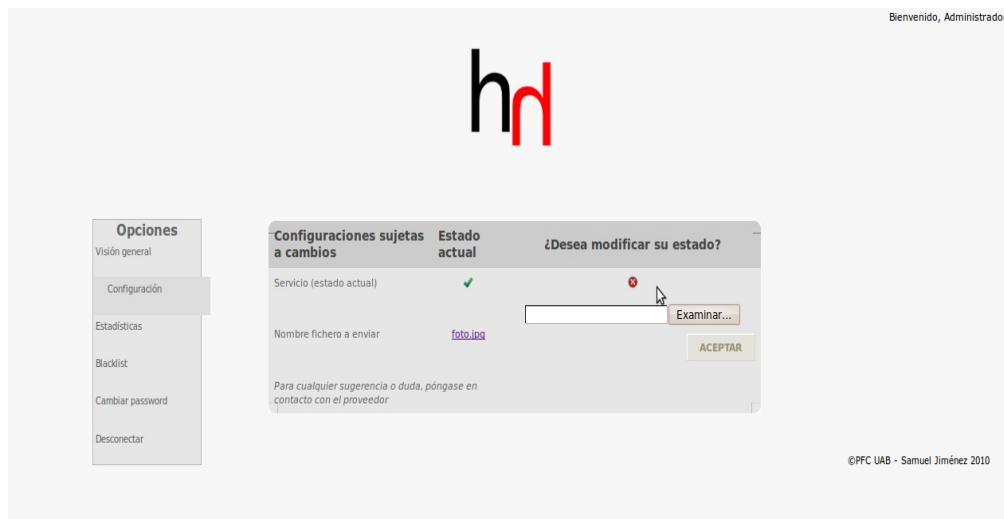 Bienvenido, Administrado
hd
Opciones
Visión general
Configuración
Estadísticas
Blacklist
Cambiar password
Desconectar
Configuraciones sujetas a cambios
Estado actual
¿Desea modificar su estado?
Servicio (estado actual)
Nombre fichero a enviar
foto.jpg
Examinar...
ACEPTAR
Para cualquier sugerencia o duda, póngase en
contacto con el proveedor
©PFC UAB - Samuel Jiménez 2010